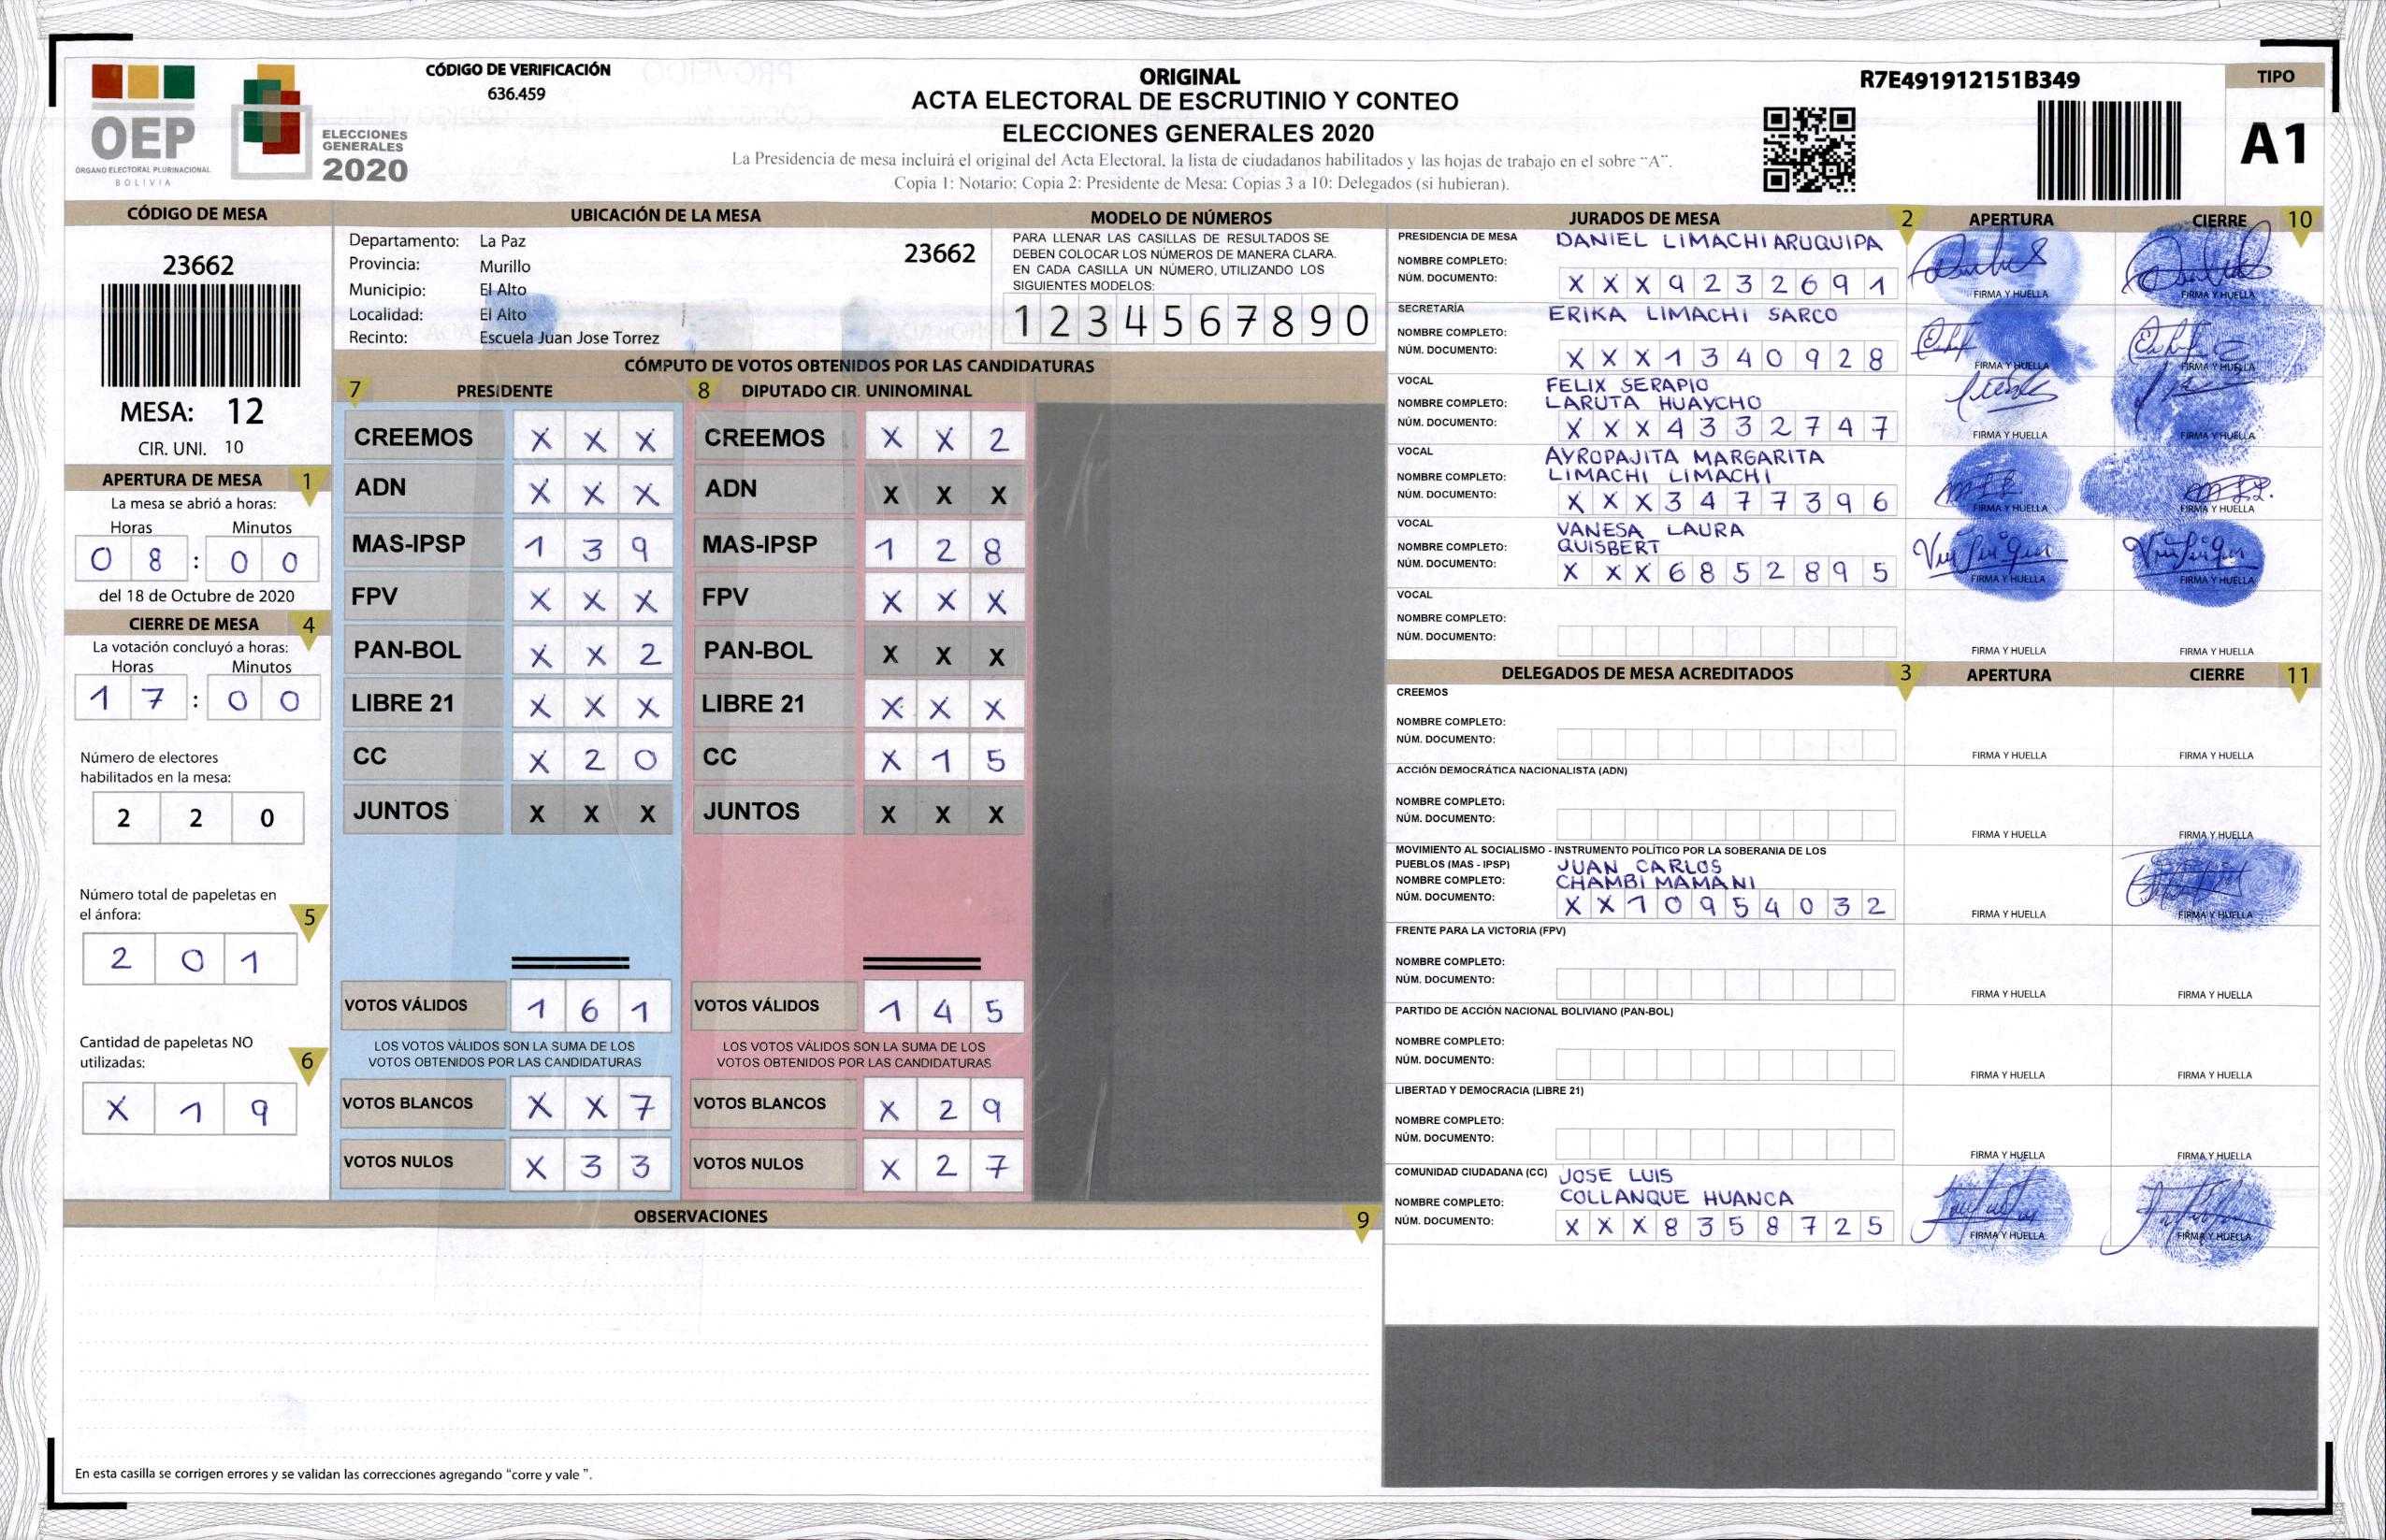 OEP
ÓRGANO ELECTORAL PLURINACIONAL
BOLIVIA
ELECCIONES
GENERALES
2020
CÓDIGO DE VERIFICACIÓN
636.459
ORIGINAL
ACTA ELECTORAL DE ESCRUTINIO Y CONTEO
ELECCIONES GENERALES 2020
La Presidencia de mesa incluirá el original del Acta Electoral, la lista de ciudadanos habilitados y las hojas de trabajo en el sobre "A".
Copia 1: Notario: Copia 2: Presidente de Mesa: Copias 3 a 10: Delegados (si hubieran).
R7E491912151B349
TIPO
A1
CÓDIGO DE MESA
23662
MESA: 12
CIR. UNI. 10
APERTURA DE MESA 1
La mesa se abrió a horas:
Horas Minutos
0 8 : 0 0
del 18 de Octubre de 2020
CIERRE DE MESA 4
La votación concluyó a horas:
Horas Minutos
1 7 : 0 0
Número de electores
habilitados en la mesa:
2 2 0
Número total de papeletas en
el ánfora: 5
2 0 1
Cantidad de papeletas NO
utilizadas: 6
X 1 9
UBICACIÓN DE LA MESA
Departamento: La Paz 23662
Provincia: Murillo
Municipio: El Alto
Localidad: El Alto
Recinto: Escuela Juan Jose Torrez
MODELO DE NÚMEROS
PARA LLENAR LAS CASILLAS DE RESULTADOS SE
DEBEN COLOCAR LOS NÚMEROS DE MANERA CLARA.
EN CADA CASILLA UN NÚMERO, UTILIZANDO LOS
SIGUIENTES MODELOS:
1 2 3 4 5 6 7 8 9 0
CÓMPUTO DE VOTOS OBTENIDOS POR LAS CANDIDATURAS
7 PRESIDENTE 8 DIPUTADO CIR. UNINOMINAL
CREEMOS X X X CREEMOS X X 2
ADN X X X ADN X X X
MAS-IPSP 1 3 9 MAS-IPSP 1 2 8
FPV X X X FPV X X X
PAN-BOL X X 2 PAN-BOL X X X
LIBRE 21 X X X LIBRE 21 X X X
CC X 2 0 CC X 1 5
JUNTOS X X X JUNTOS X X X
VOTOS VÁLIDOS 1 6 1 VOTOS VÁLIDOS 1 4 5
LOS VOTOS VÁLIDOS SON LA SUMA DE LOS LOS VOTOS VÁLIDOS SON LA SUMA DE LOS
VOTOS OBTENIDOS POR LAS CANDIDATURAS VOTOS OBTENIDOS POR LAS CANDIDATURAS
VOTOS BLANCOS X X 7 VOTOS BLANCOS X 2 9
VOTOS NULOS X 3 3 VOTOS NULOS X 2 7
OBSERVACIONES 9
En esta casilla se corrigen errores y se validan las correcciones agregando "corre y vale ".
JURADOS DE MESA 2 APERTURA CIERRE 10
PRESIDENCIA DE MESA DANIEL LIMACHI ARUQUIPA
NOMBRE COMPLETO:
NÚM. DOCUMENTO: X X X 9 2 3 2 6 9 1 FIRMA Y HUELLA FIRMA Y HUELLA
SECRETARÍA ERIKA LIMACHI SARCO
NOMBRE COMPLETO:
NÚM. DOCUMENTO: X X X 1 3 4 0 9 2 8 FIRMA Y HUELLA FIRMA Y HUELLA
VOCAL FELIX SERAPIO
NOMBRE COMPLETO: LARUTA HUAYCHO
NÚM. DOCUMENTO: X X X 4 3 3 2 7 4 7 FIRMA Y HUELLA FIRMA Y HUELLA
VOCAL AYROPAJITA MARGARITA
NOMBRE COMPLETO: LIMACHI LIMACHI
NÚM. DOCUMENTO: X X X 3 4 7 7 3 9 6 FIRMA Y HUELLA FIRMA Y HUELLA
VOCAL VANESA LAURA
NOMBRE COMPLETO: QUISBERT
NÚM. DOCUMENTO: X X X 6 8 5 2 8 9 5 FIRMA Y HUELLA FIRMA Y HUELLA
VOCAL
NOMBRE COMPLETO:
NÚM. DOCUMENTO: FIRMA Y HUELLA FIRMA Y HUELLA
DELEGADOS DE MESA ACREDITADOS 3 APERTURA CIERRE 11
CREEMOS
NOMBRE COMPLETO:
NÚM. DOCUMENTO: FIRMA Y HUELLA FIRMA Y HUELLA
ACCIÓN DEMOCRÁTICA NACIONALISTA (ADN)
NOMBRE COMPLETO:
NÚM. DOCUMENTO: FIRMA Y HUELLA FIRMA Y HUELLA
MOVIMIENTO AL SOCIALISMO - INSTRUMENTO POLÍTICO POR LA SOBERANIA DE LOS
PUEBLOS (MAS - IPSP) JUAN CARLOS
NOMBRE COMPLETO: CHAMBI MAMANI
NÚM. DOCUMENTO: X X 1 0 9 5 4 0 3 2 FIRMA Y HUELLA FIRMA Y HUELLA
FRENTE PARA LA VICTORIA (FPV)
NOMBRE COMPLETO:
NÚM. DOCUMENTO: FIRMA Y HUELLA FIRMA Y HUELLA
PARTIDO DE ACCIÓN NACIONAL BOLIVIANO (PAN-BOL)
NOMBRE COMPLETO:
NÚM. DOCUMENTO: FIRMA Y HUELLA FIRMA Y HUELLA
LIBERTAD Y DEMOCRACIA (LIBRE 21)
NOMBRE COMPLETO:
NÚM. DOCUMENTO: FIRMA Y HUELLA FIRMA Y HUELLA
COMUNIDAD CIUDADANA (CC) JOSE LUIS
NOMBRE COMPLETO: COLLANQUE HUANCA
NÚM. DOCUMENTO: X X X 8 3 5 8 7 2 5 FIRMA Y HUELLA FIRMA Y HUELLA